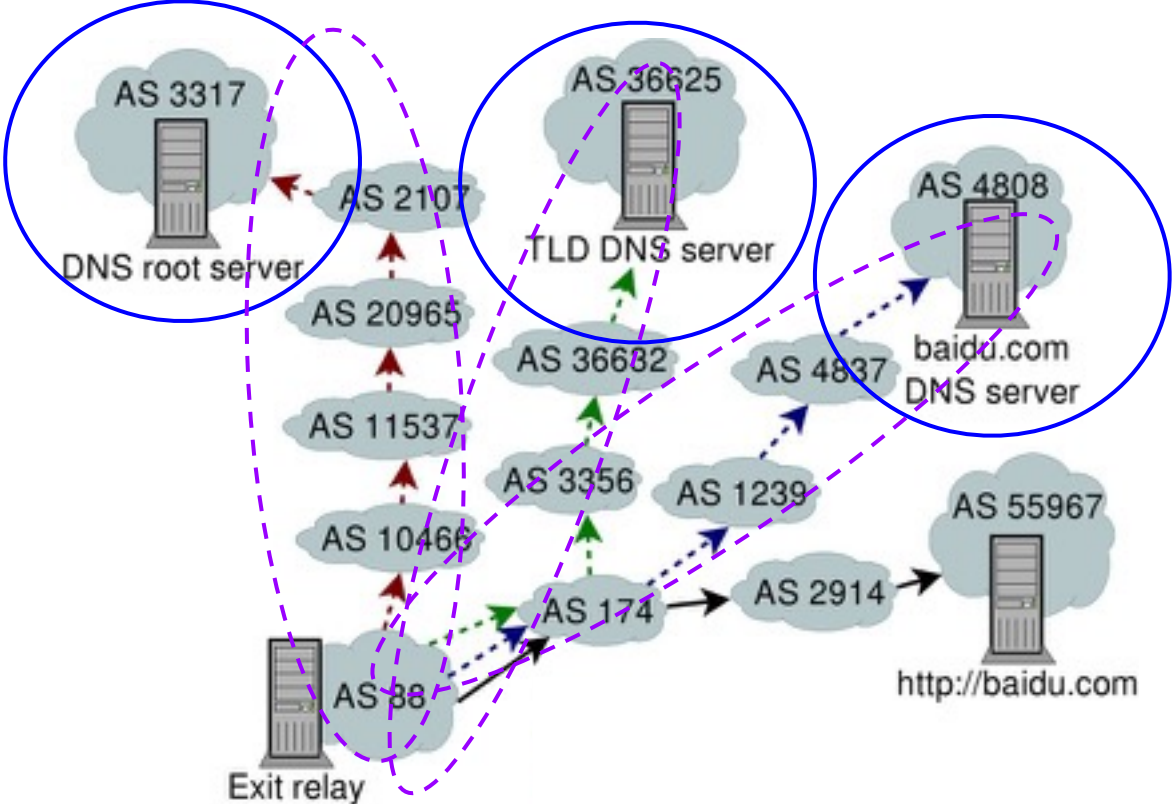 AS 3317
DNS root server
AS 2107
AS 20965
AS 11537
AS 10466
AS 88
Exit relay
AS 36625
TLD DNS server
AS 36632
AS 3356
AS 174
AS 4808
baidu.com
DNS server
AS 4837
AS 1239
AS 2914
AS 55967
http://baidu.com